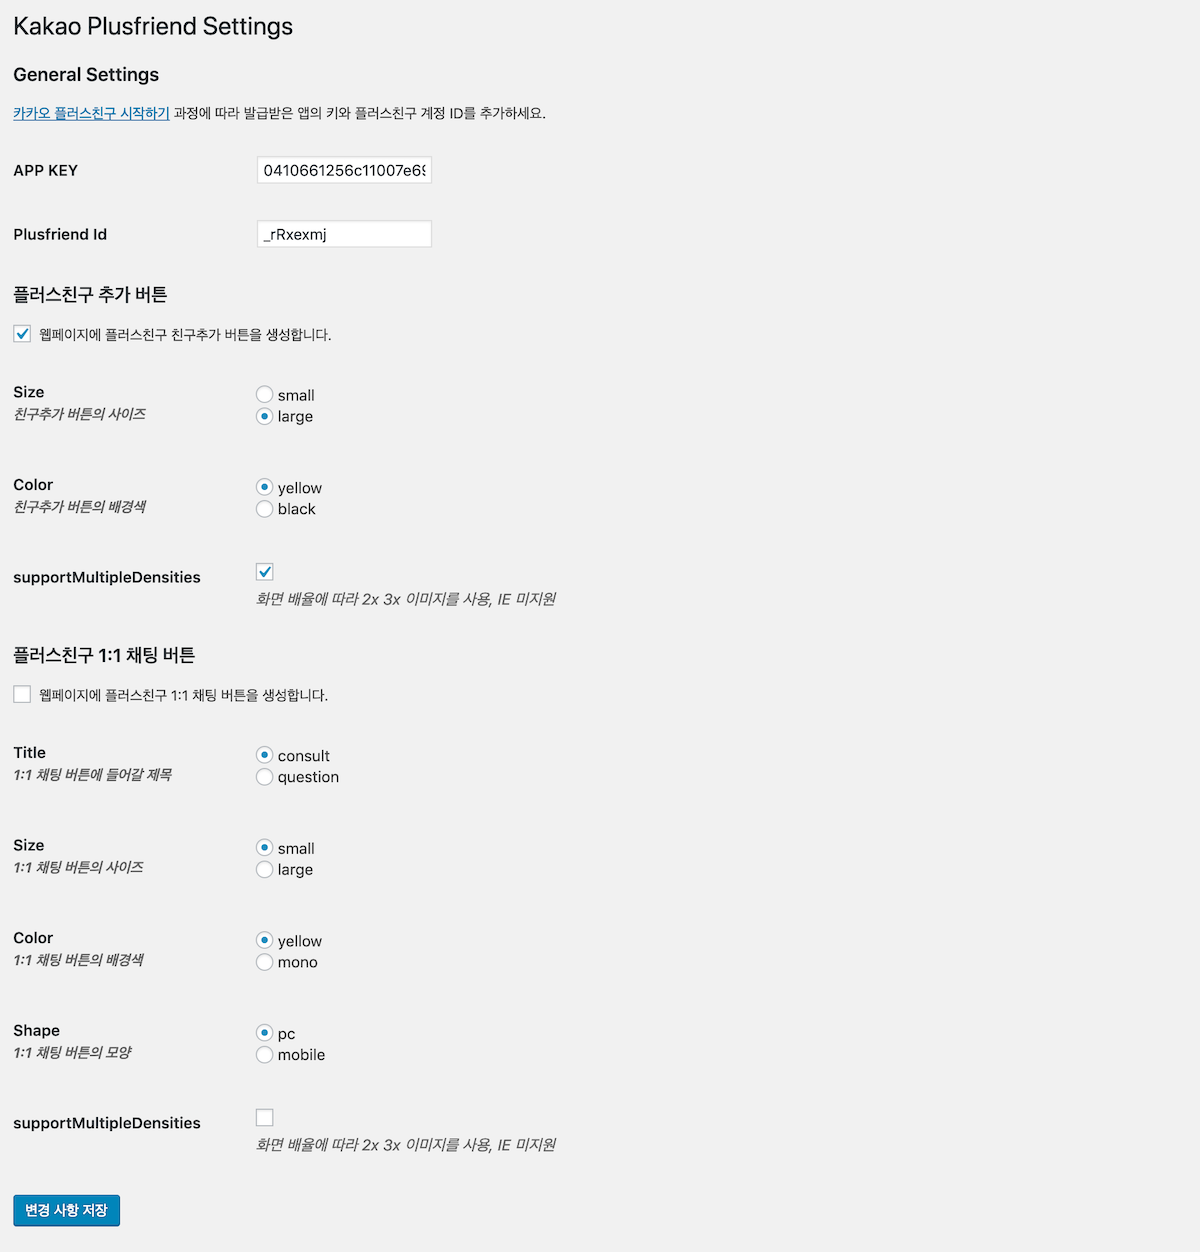 Kakao Plusfriend Settings
General Settings
카카오 플러스친구 시작하기 과정에 따라 발급받은 앱의 키와 플러스친구 계정 ID를 추가하세요.
APP KEY
0410661256c11007e69
Plusfriend Id
_rRxexmj
플러스친구 추가 버튼
웹페이지에 플러스친구 친구추가 버튼을 생성합니다.
Size
친구추가 버튼의 사이즈
small
large
Color
친구추가 버튼의 배경색
yellow
black
supportMultipleDensities
화면 배율에 따라 2x 3x 이미지를 사용, IE 미지원
플러스친구 1:1 채팅 버튼
웹페이지에 플러스친구 1:1 채팅 버튼을 생성합니다.
Title
1:1 채팅 버튼에 들어갈 제목
consult
question
Size
1:1 채팅 버튼의 사이즈
small
large
Color
1:1 채팅 버튼의 배경색
yellow
mono
Shape
1:1 채팅 버튼의 모양
pc
mobile
supportMultipleDensities
화면 배율에 따라 2x 3x 이미지를 사용, IE 미지원
변경 사항 저장